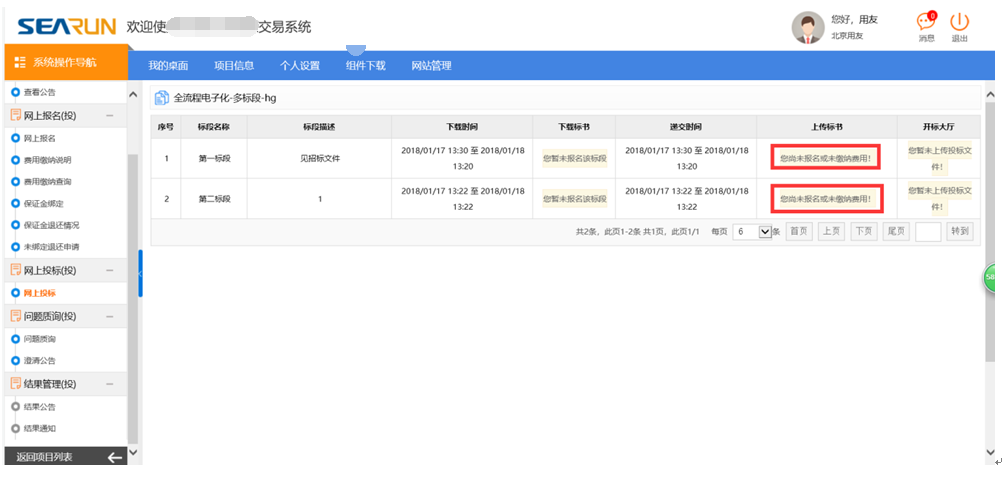 SEARUN 欢迎使 交易系统
您好，用友
北京用友
0
消息
退出
系统操作导航
我的桌面 项目信息 个人设置 组件下载 网站管理
查看公告
网上报名(投)
网上报名
费用缴纳说明
费用缴纳查询
保证金绑定
保证金退还情况
未绑定退还申请
网上投标(投)
网上投标
问题质询(投)
问题质询
澄清公告
结果管理(投)
结果公告
结果通知
返回项目列表
全流程电子化-多标段-hg
序号 标段名称 标段描述 下载时间 下载标书 递交时间 上传标书 开标大厅
1 第一标段 见招标文件 2018/01/17 13:30 至 2018/01/18 您暂未报名该标段 2018/01/17 13:30 至 2018/01/18 您尚未报名或未缴纳费用！ 您暂未上传投标文
13:20 13:20 件！
2 第二标段 1 2018/01/17 13:22 至 2018/01/18 您暂未报名该标段 2018/01/17 13:22 至 2018/01/18 您尚未报名或未缴纳费用！ 您暂未上传投标文
13:22 13:22 件！
共2条，此页1-2条 共1页，此页1/1 每页 6 条 首页 上页 下页 尾页 转到
58